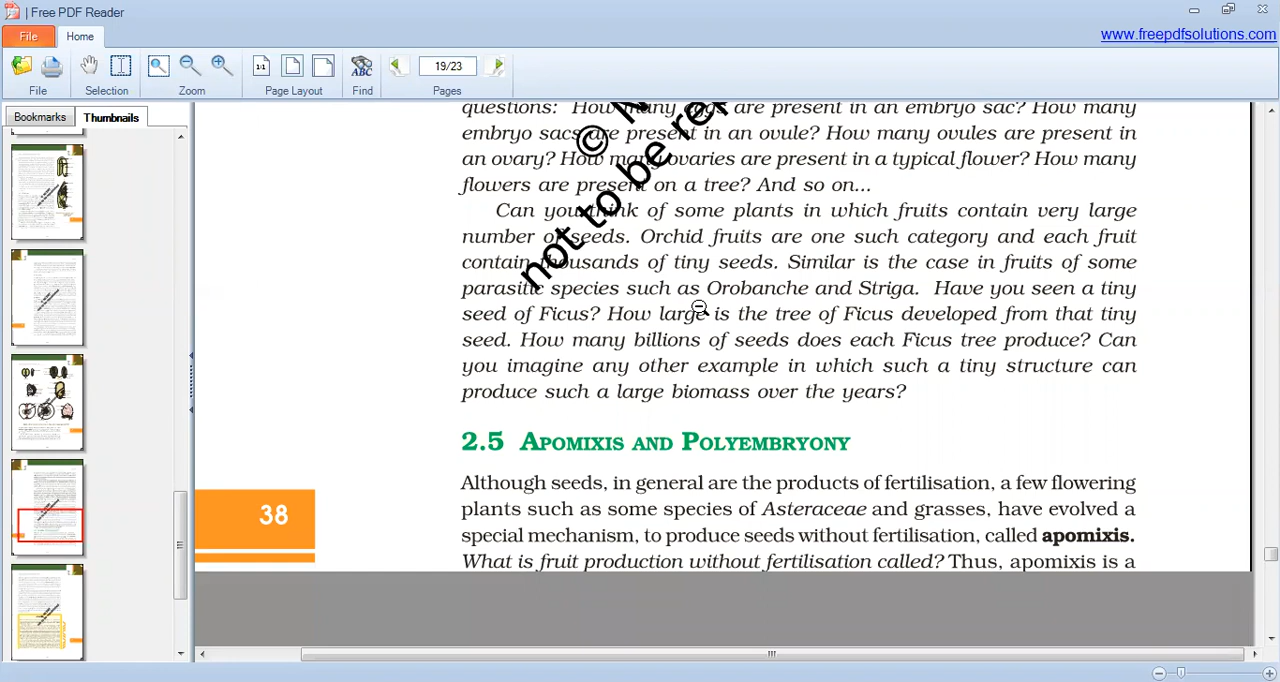 | Free PDF Reader
File
Home
www.freepdfsolutions.com
19/23
File
Selection
Zoom
Page Layout
Find
Pages
Bookmarks
Thumbnails
questions: How many eggs are present in an embryo sac? How many
embryo sacs are present in an ovule? How many ovules are present in
an ovary? How many ovaries are present in a typical flower? How many
flowers are present on a tree? And so on...
Can you think of some plants in which fruits contain very large
number of seeds. Orchid fruits are one such category and each fruit
contain thousands of tiny seeds. Similar is the case in fruits of some
parasitic species such as Orobanche and Striga. Have you seen a tiny
seed of Ficus? How large is the tree of Ficus developed from that tiny
seed. How many billions of seeds does each Ficus tree produce? Can
you imagine any other example in which such a tiny structure can
produce such a large biomass over the years?
© N
not to be re
2.5 APOMIXIS AND POLYEMBRYONY
Although seeds, in general are the products of fertilisation, a few flowering
plants such as some species of Asteraceae and grasses, have evolved a
special mechanism, to produce seeds without fertilisation, called apomixis.
What is fruit production without fertilisation called? Thus, apomixis is a
38